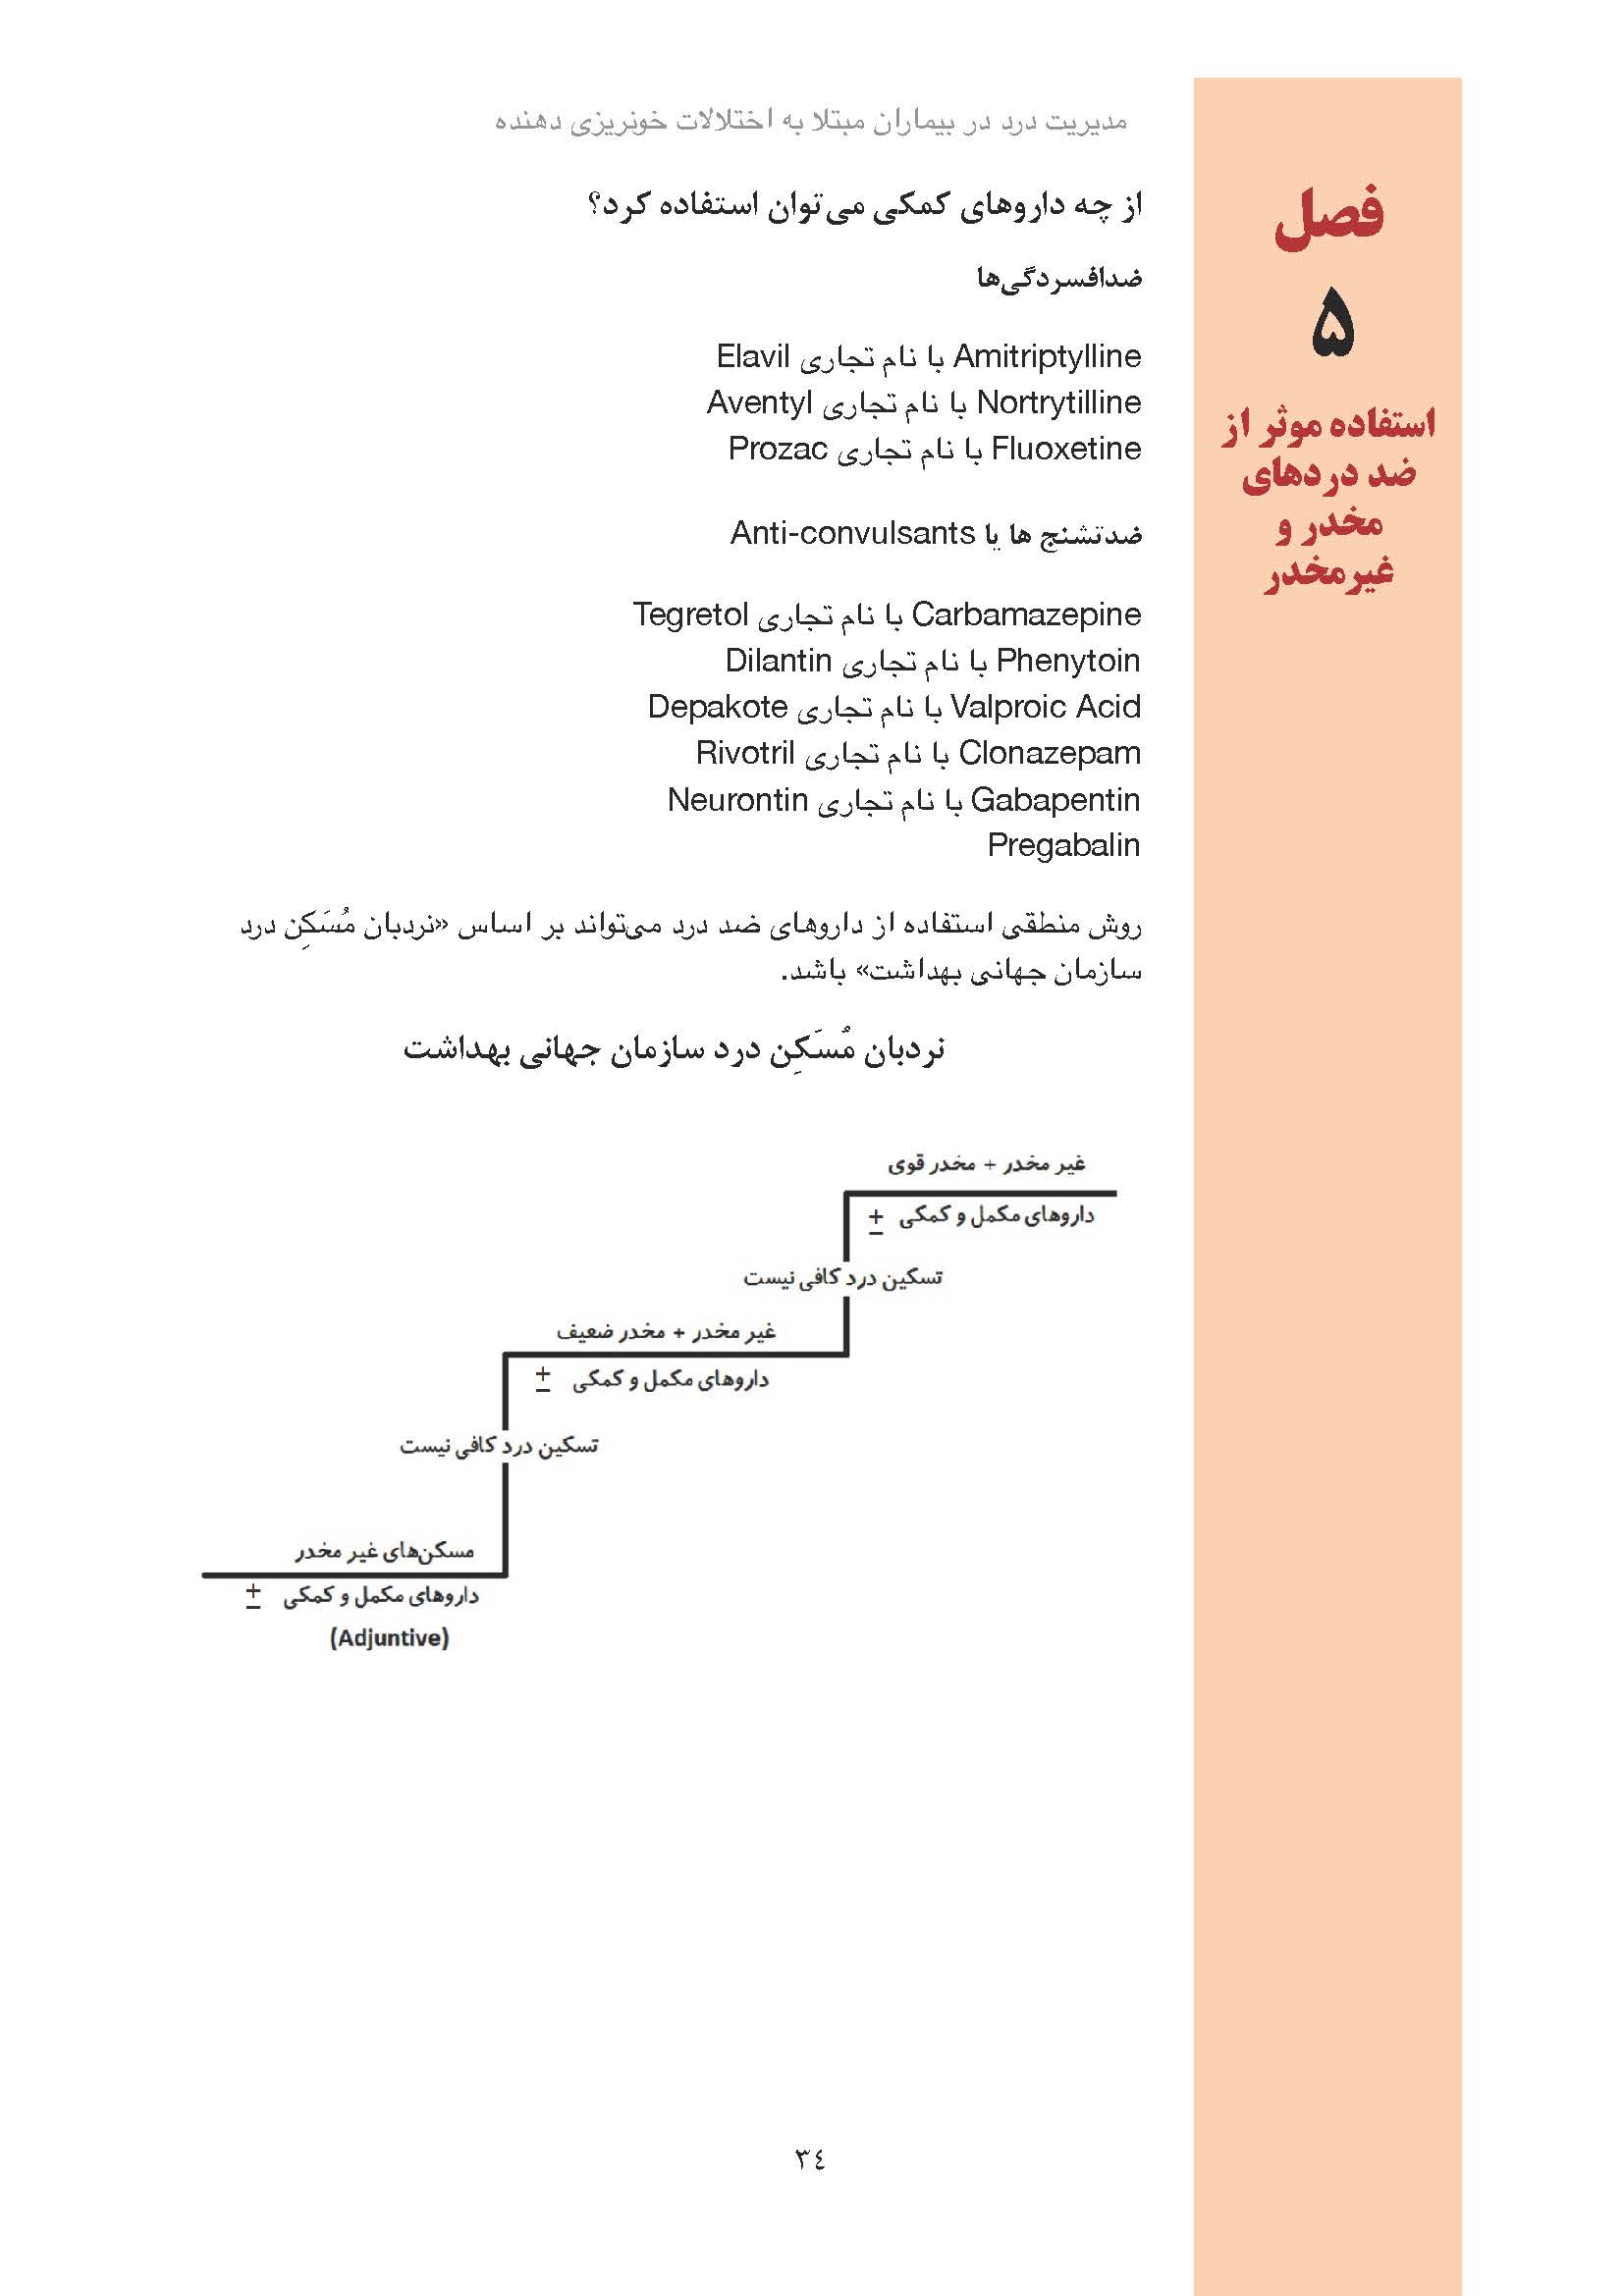 مدیریت درد در بیماران مبتلا به اختلالات خونریزی دهنده
فصل
۵
استفاده موثر از
ضد دردهای
مخدر و
غیرمخدر
از چه داروهای کمکی می‌توان استفاده کرد؟
ضدافسردگی‌ها
Amitriptylline با نام تجاری Elavil
Nortrytilline با نام تجاری Aventyl
Fluoxetine با نام تجاری Prozac
ضدتشنج ها یا Anti-convulsants
Carbamazepine با نام تجاری Tegretol
Phenytoin با نام تجاری Dilantin
Valproic Acid با نام تجاری Depakote
Clonazepam با نام تجاری Rivotril
Gabapentin با نام تجاری Neurontin
Pregabalin
روش منطقی استفاده از داروهای ضد درد می‌تواند بر اساس «نردبان مُسَکِن درد
سازمان جهانی بهداشت» باشد.
نردبان مُسَکِن درد سازمان جهانی بهداشت
غیر مخدر + مخدر قوی
داروهای مکمل و کمکی ±
تسکین درد کافی نیست
غیر مخدر + مخدر ضعیف
داروهای مکمل و کمکی ±
تسکین درد کافی نیست
مسکن‌های غیر مخدر
داروهای مکمل و کمکی ±
(Adjuntive)
٣٤